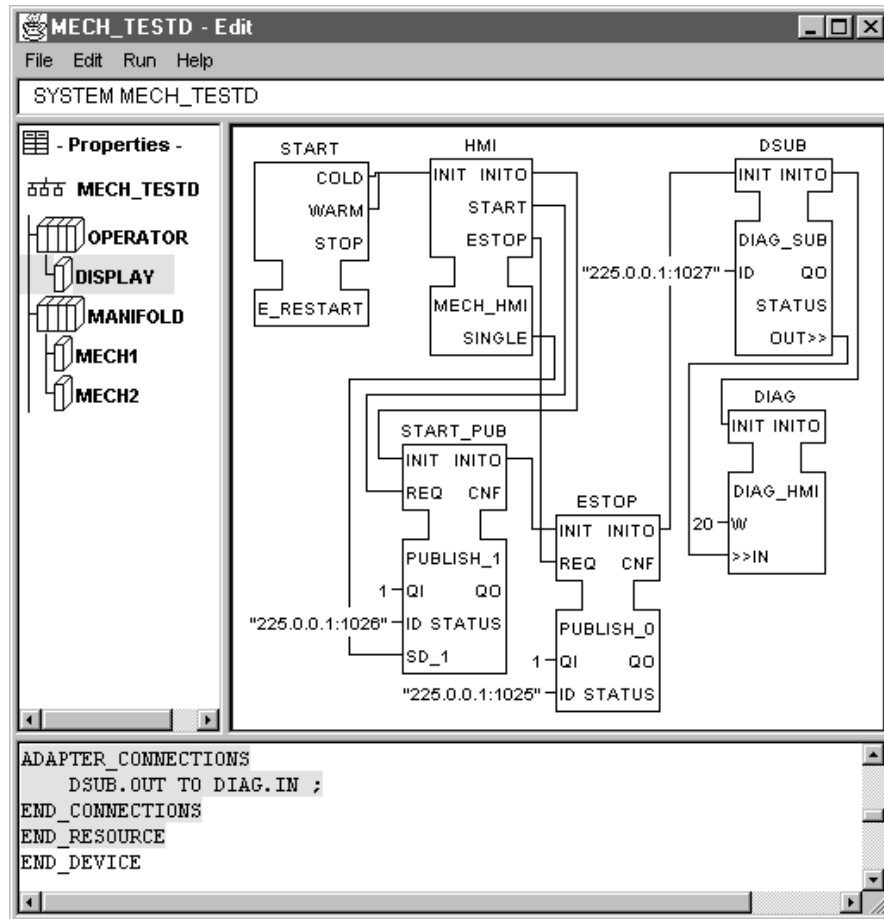 MECH_TESTD - Edit
File Edit Run Help
SYSTEM MECH_TESTD
- Properties -
MECH_TESTD
OPERATOR
DISPLAY
MANIFOLD
MECH1
MECH2
START
COLD
WARM
STOP
E_RESTART
HMI
INIT INITO
START
ESTOP
MECH_HMI
SINGLE
DSUB
INIT INITO
DIAG_SUB
"225.0.0.1:1027" ID QO
STATUS
OUT>>
DIAG
INIT INITO
DIAG_HMI
20 W
>>IN
START_PUB
INIT INITO
REQ CNF
PUBLISH_1
1 QI QO
"225.0.0.1:1026" ID STATUS
SD_1
ESTOP
INIT INITO
REQ CNF
PUBLISH_0
1 QI QO
"225.0.0.1:1025" ID STATUS
ADAPTER_CONNECTIONS
DSUB.OUT TO DIAG.IN ;
END_CONNECTIONS
END_RESOURCE
END_DEVICE